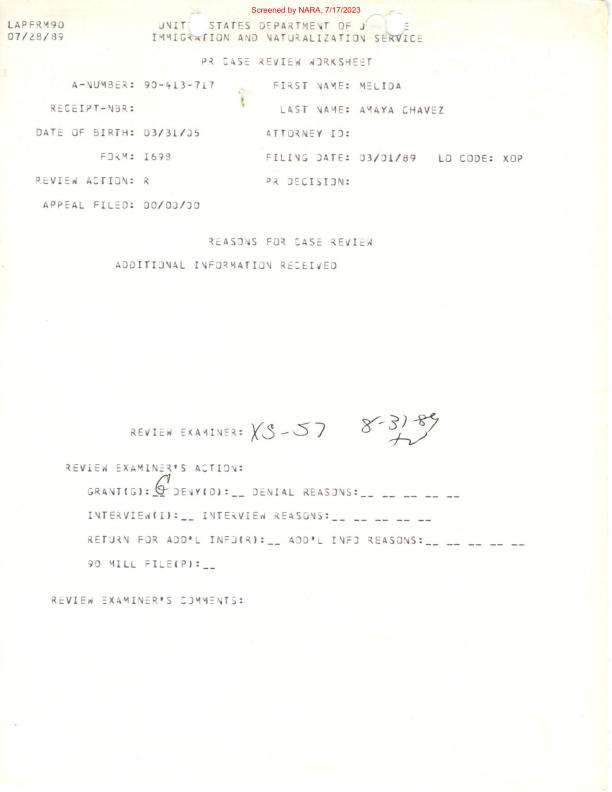 Screened by NARA, 7/17/2023
LAPFRM90 UNIT STATES DEPARTMENT OF J E
07/28/89 IMMIGRATION AND NATURALIZATION SERVICE
PR CASE REVIEW WORKSHEET
A-NUMBER: 90-413-717 FIRST NAME: MELIDA
RECEIPT-NBR: LAST NAME: AMAYA CHAVEZ
DATE OF BIRTH: 03/31/05 ATTORNEY ID:
FORM: I698 FILING DATE: 03/01/89 LO CODE: XOP
REVIEW ACTION: R PR DECISION:
APPEAL FILED: 00/00/00
REASONS FOR CASE REVIEW
ADDITIONAL INFORMATION RECEIVED
REVIEW EXAMINER: XS-57 8-31-89
REVIEW EXAMINER'S ACTION:
GRANT(G): G DENY(D):__ DENIAL REASONS:__ __ __ __ __
INTERVIEW(I):__ INTERVIEW REASONS:__ __ __ __ __
RETURN FOR ADD'L INFO(R):__ ADD'L INFO REASONS:__ __ __ __ __
90 MILL FILE(P):__
REVIEW EXAMINER'S COMMENTS: